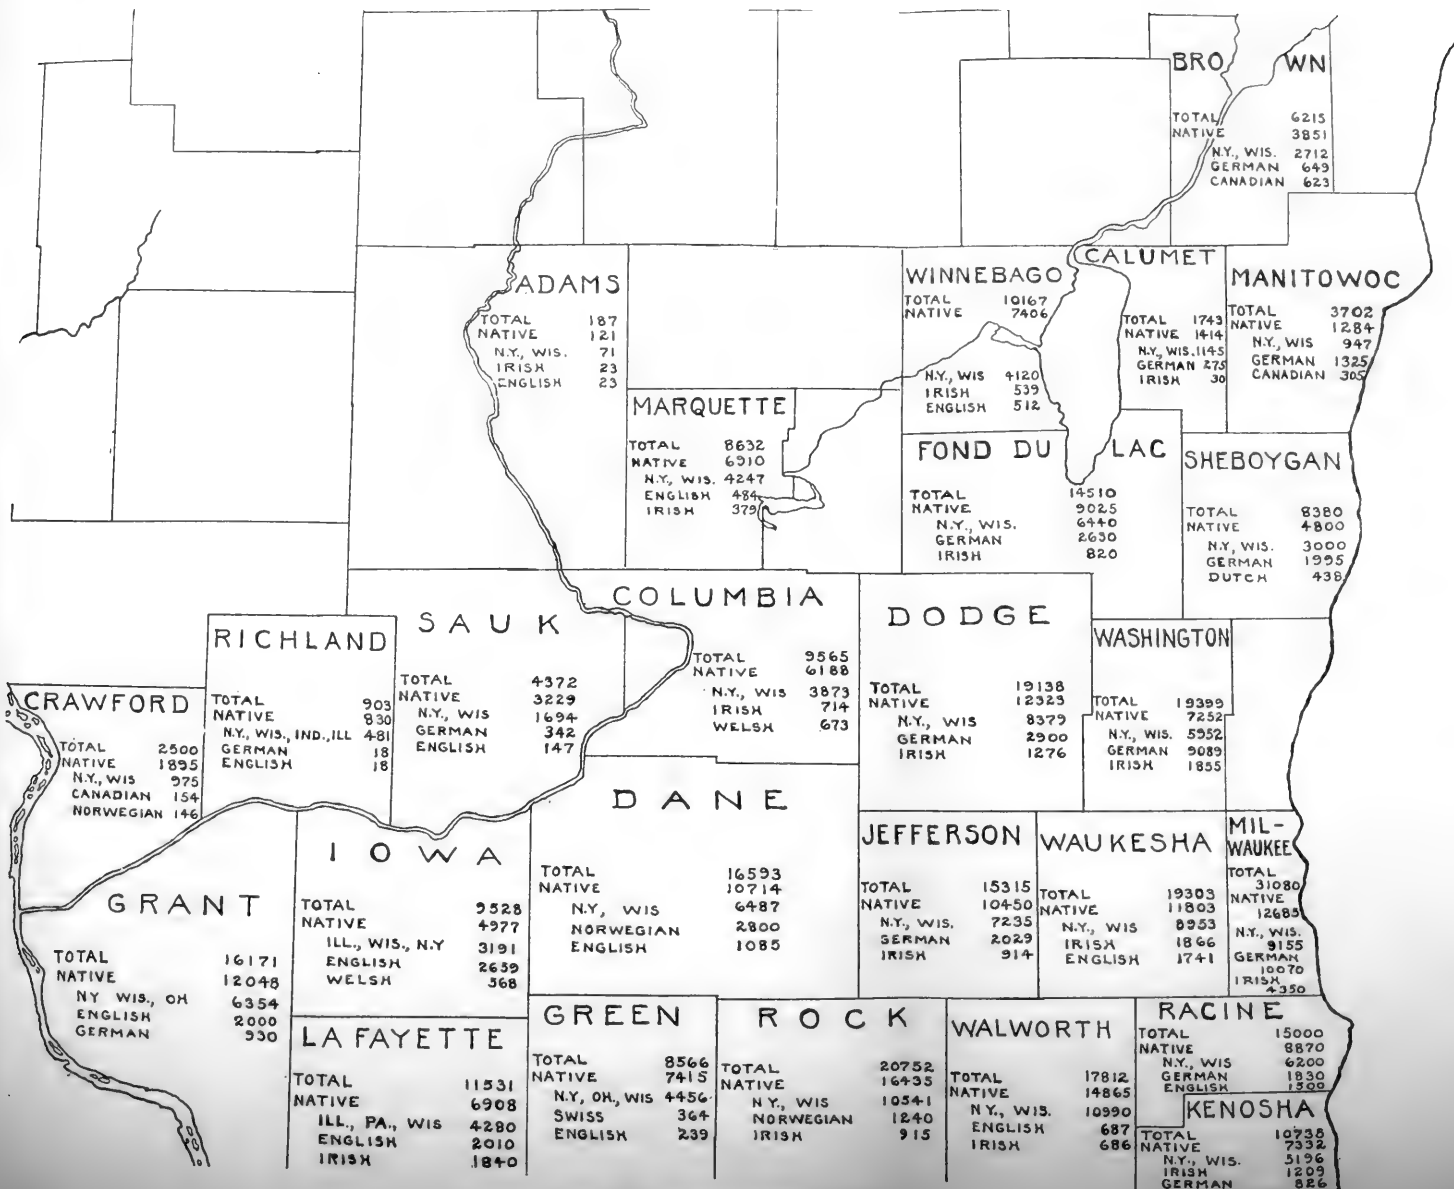 BROWN
TOTAL 6215
NATIVE 3851
N.Y., WIS. 2712
GERMAN 649
CANADIAN 623
ADAMS
TOTAL 187
NATIVE 121
N.Y., WIS. 71
IRISH 23
ENGLISH 23
WINNEBAGO
TOTAL 10167
NATIVE 7406
N.Y., WIS 4120
IRISH 539
ENGLISH 512
CALUMET
TOTAL 1743
NATIVE 1414
N.Y., WIS. 1145
GERMAN 275
IRISH 30
MANITOWOC
TOTAL 3702
NATIVE 1284
N.Y., WIS 947
GERMAN 1325
CANADIAN 305
MARQUETTE
TOTAL 8632
NATIVE 6910
N.Y., WIS. 4247
ENGLISH 484
IRISH 379
FOND DU LAC
TOTAL 14510
NATIVE 9025
N.Y., WIS. 6440
GERMAN 2630
IRISH 820
SHEBOYGAN
TOTAL 8380
NATIVE 4800
N.Y, WIS. 3000
GERMAN 1995
DUTCH 438
RICHLAND
TOTAL 903
NATIVE 830
N.Y., WIS., IND., ILL 481
GERMAN 18
ENGLISH 18
SAUK
TOTAL 4372
NATIVE 3229
N.Y., WIS 1694
GERMAN 342
ENGLISH 147
COLUMBIA
TOTAL 9565
NATIVE 6188
N.Y., WIS 3873
IRISH 714
WELSH 673
DODGE
TOTAL 19138
NATIVE 12323
N.Y., WIS 8379
GERMAN 2900
IRISH 1276
WASHINGTON
TOTAL 19399
NATIVE 7252
N.Y., WIS. 5952
GERMAN 9089
IRISH 1855
CRAWFORD
TOTAL 2500
NATIVE 1895
N.Y., WIS 975
CANADIAN 154
NORWEGIAN 146
GRANT
TOTAL 16171
NATIVE 12048
NY WIS., OH 6354
ENGLISH 2000
GERMAN 930
IOWA
TOTAL 9528
NATIVE 4977
ILL., WIS., N.Y 3191
ENGLISH 2659
WELSH 368
DANE
TOTAL 16593
NATIVE 10714
N.Y, WIS 6487
NORWEGIAN 2800
ENGLISH 1085
JEFFERSON
TOTAL 15315
NATIVE 10450
N.Y., WIS. 7235
GERMAN 2029
IRISH 914
WAUKESHA
TOTAL 19303
NATIVE 11803
N.Y., WIS 8953
IRISH 1866
ENGLISH 1741
MIL-
WAUKEE
TOTAL
31080
NATIVE
12685
N.Y., WIS.
9155
GERMAN
10070
IRISH
4350
LA FAYETTE
TOTAL 11531
NATIVE 6908
ILL., PA., WIS 4280
ENGLISH 2010
IRISH 1840
GREEN
TOTAL 8566
NATIVE 7415
N.Y, OH., WIS 4456
SWISS 364
ENGLISH 239
ROCK
TOTAL 20752
NATIVE 16435
N.Y., WIS 10541
NORWEGIAN 1240
IRISH 915
WALWORTH
TOTAL 17812
NATIVE 14865
N.Y., WIS. 10990
ENGLISH 687
IRISH 686
RACINE
TOTAL 15000
NATIVE 8870
N.Y., WIS 6200
GERMAN 1830
ENGLISH 1500
KENOSHA
TOTAL 10738
NATIVE 7332
N.Y., WIS. 5196
IRISH 1209
GERMAN 826